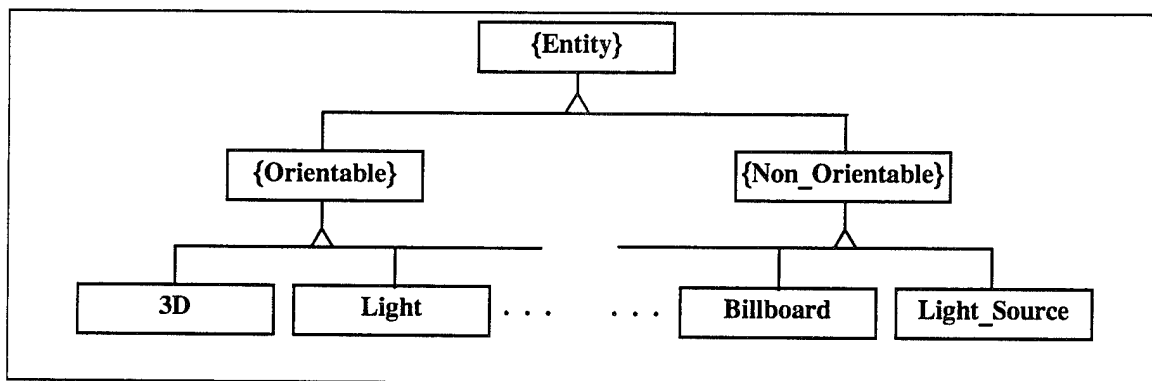 {Entity}
{Orientable}
{Non_Orientable}
3D
Light
. . .
. . .
Billboard
Light_Source